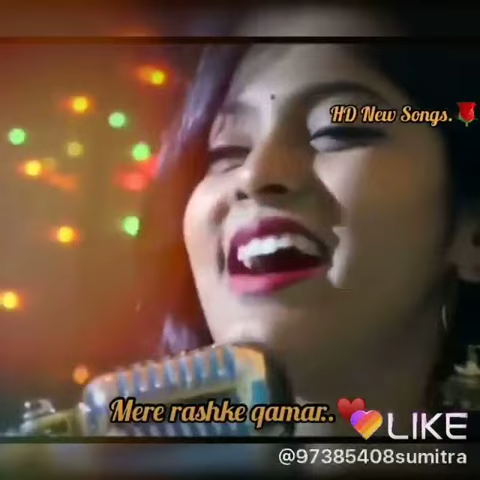 HD New Songs.🌹
Mere rashke qamar..❤
LIKE
@97385408sumitra